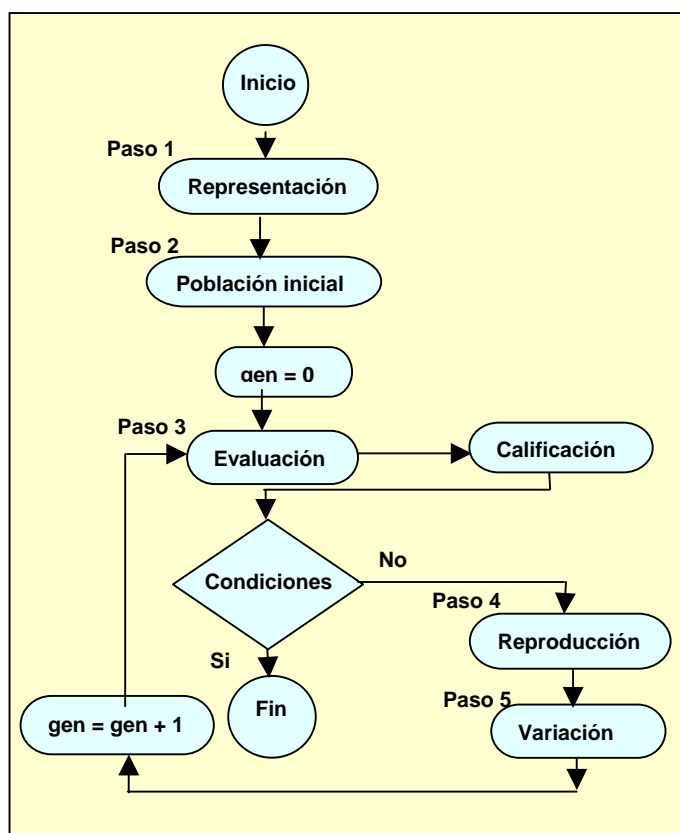 Inicio
Paso 1
Representación
Paso 2
Población inicial
gen = 0
Paso 3
Evaluación
Calificación
Condiciones
No
Paso 4
Reproducción
Si
Fin
Paso 5
Variación
gen = gen + 1